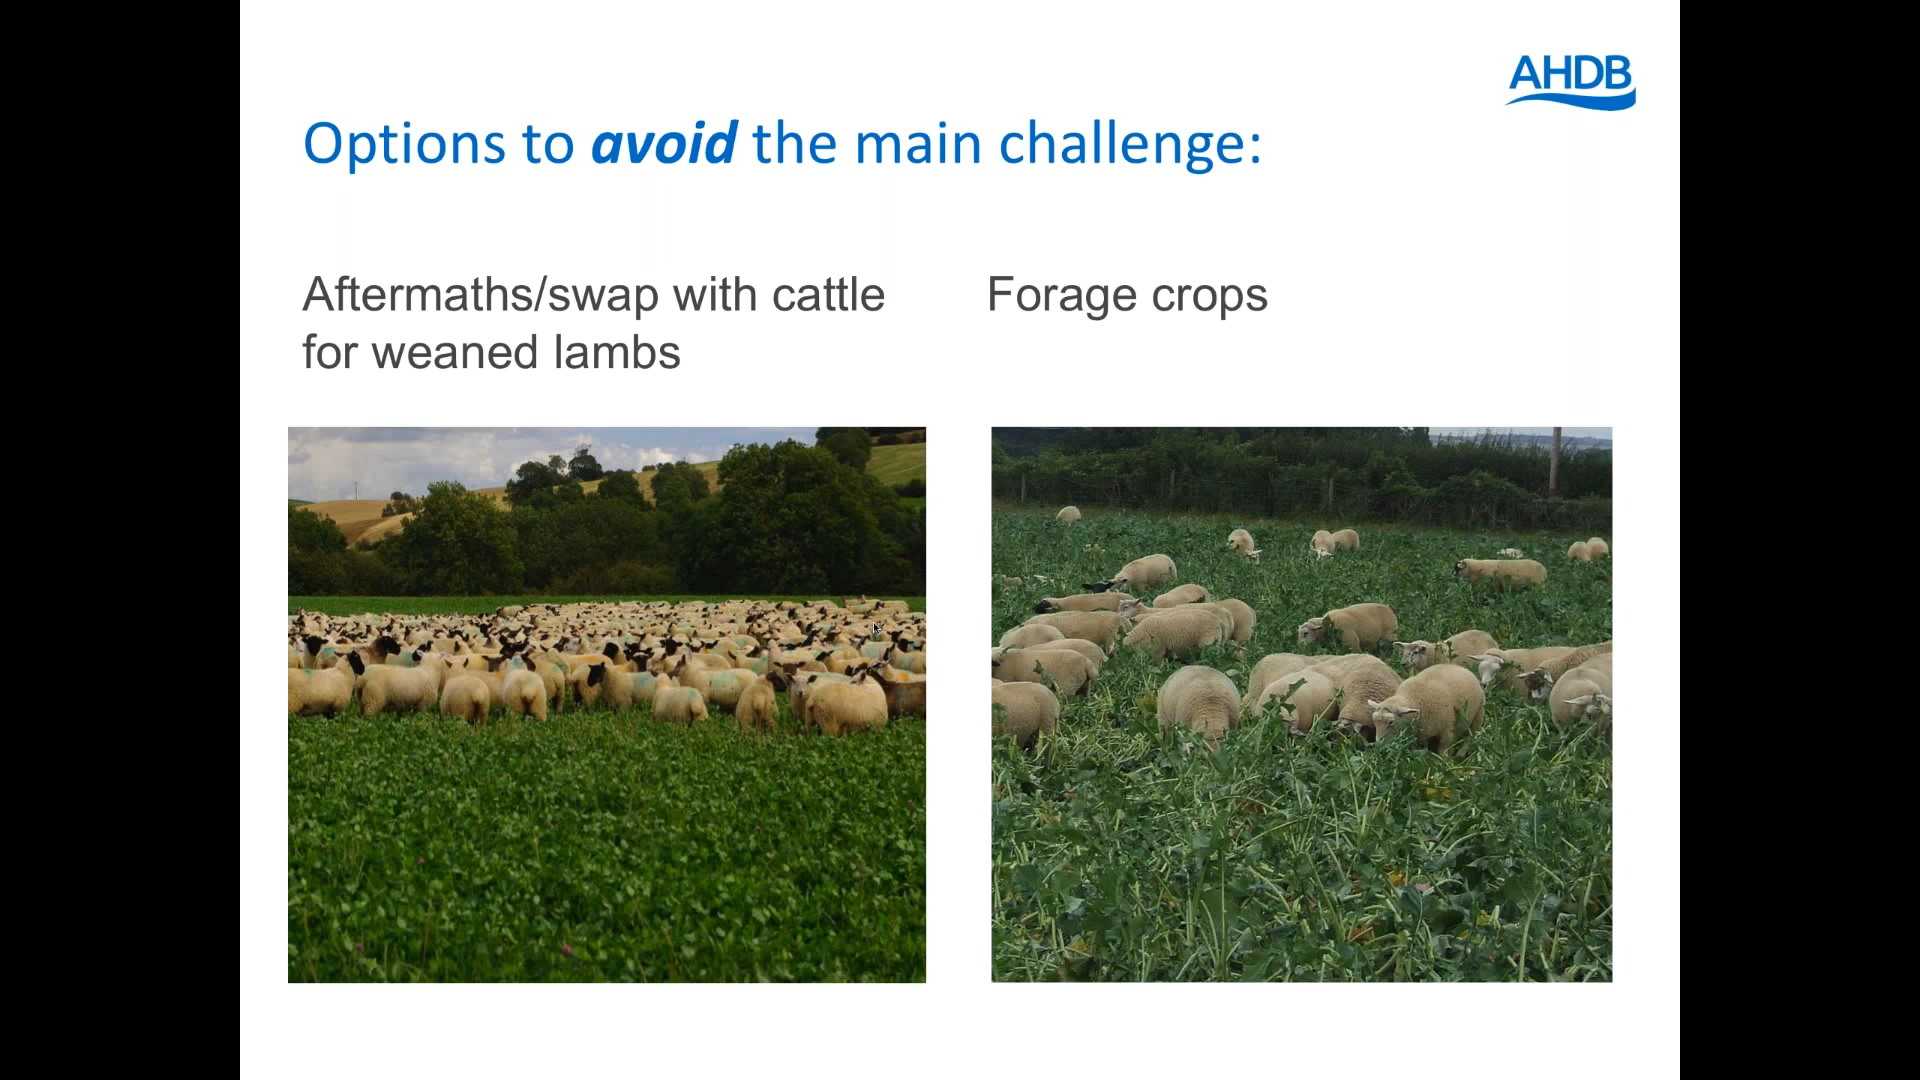 AHDB
Options to avoid the main challenge:
Aftermaths/swap with cattle
for weaned lambs
Forage crops